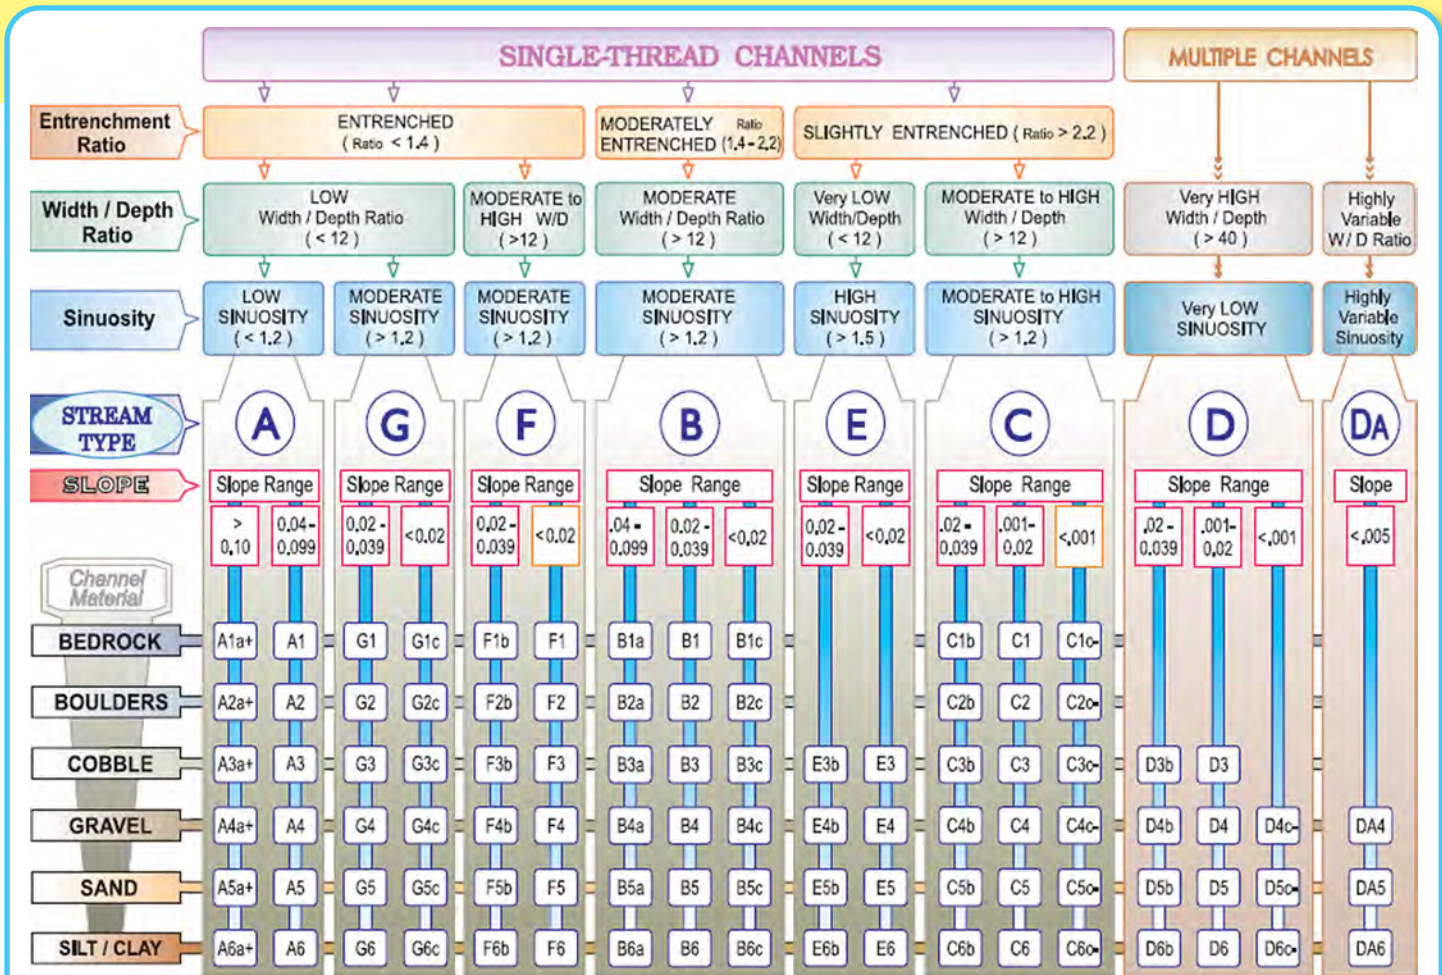 SINGLE-THREAD CHANNELS
MULTIPLE CHANNELS
Entrenchment
Ratio
ENTRENCHED
( Ratio < 1.4 )
MODERATELY Ratio
ENTRENCHED (1.4 - 2.2)
SLIGHTLY ENTRENCHED ( Ratio > 2.2 )
Width / Depth
Ratio
LOW
Width / Depth Ratio
( < 12 )
MODERATE to
HIGH W/D
( >12 )
MODERATE
Width / Depth Ratio
( > 12 )
Very LOW
Width/Depth
( < 12 )
MODERATE to HIGH
Width / Depth
( > 12 )
Very HIGH
Width / Depth
( > 40 )
Highly
Variable
W / D Ratio
Sinuosity
LOW
SINUOSITY
( < 1.2 )
MODERATE
SINUOSITY
( > 1.2 )
MODERATE
SINUOSITY
( > 1.2 )
MODERATE
SINUOSITY
( > 1.2 )
HIGH
SINUOSITY
( > 1.5 )
MODERATE to HIGH
SINUOSITY
( > 1.2 )
Very LOW
SINUOSITY
Highly
Variable
Sinuosity
STREAM
TYPE
A G F B E C D DA
SLOPE
Slope Range Slope Range Slope Range Slope Range Slope Range Slope Range Slope Range Slope
>
0.10
0.04 -
0.099
0.02 -
0.039
<0.02
0.02 -
0.039
<0.02
.04 -
0.099
0.02 -
0.039
<0.02
0.02 -
0.039
<0.02
.02 -
0.039
.001-
0.02
<.001
.02 -
0.039
.001-
0.02
<.001
<.005
Channel
Material
BEDROCK A1a+ A1 G1 G1c F1b F1 B1a B1 B1c C1b C1 C1c-
BOULDERS A2a+ A2 G2 G2c F2b F2 B2a B2 B2c C2b C2 C2c-
COBBLE A3a+ A3 G3 G3c F3b F3 B3a B3 B3c E3b E3 C3b C3 C3c- D3b D3
GRAVEL A4a+ A4 G4 G4c F4b F4 B4a B4 B4c E4b E4 C4b C4 C4c- D4b D4 D4c- DA4
SAND A5a+ A5 G5 G5c F5b F5 B5a B5 B5c E5b E5 C5b C5 C5c- D5b D5 D5c- DA5
SILT / CLAY A6a+ A6 G6 G6c F6b F6 B6a B6 B6c E6b E6 C6b C6 C6c- D6b D6 D6c- DA6